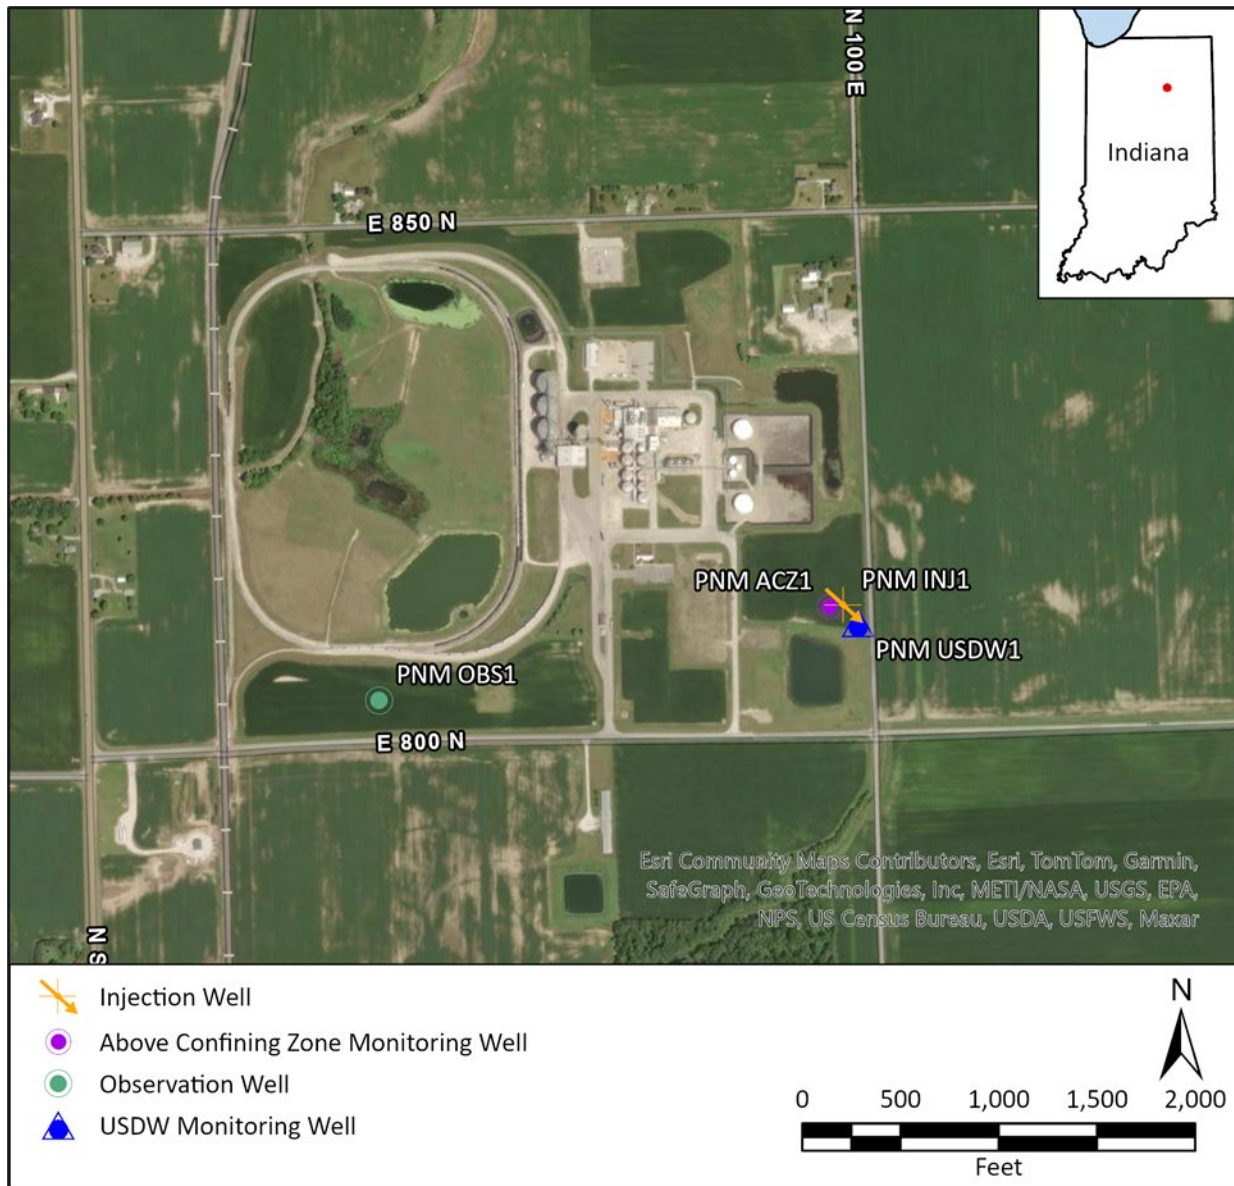 N 100 E
Indiana
E 850 N
PNM ACZ1
PNM INJ1
PNM USDW1
PNM OBS1
E 800 N
Esri Community Maps Contributors, Esri, TomTom, Garmin,
SafeGraph, GeoTechnologies, Inc, METI/NASA, USGS, EPA,
NPS, US Census Bureau, USDA, USFWS, Maxar
N S
Injection Well
Above Confining Zone Monitoring Well
Observation Well
USDW Monitoring Well
N
0 500 1,000 1,500 2,000
Feet